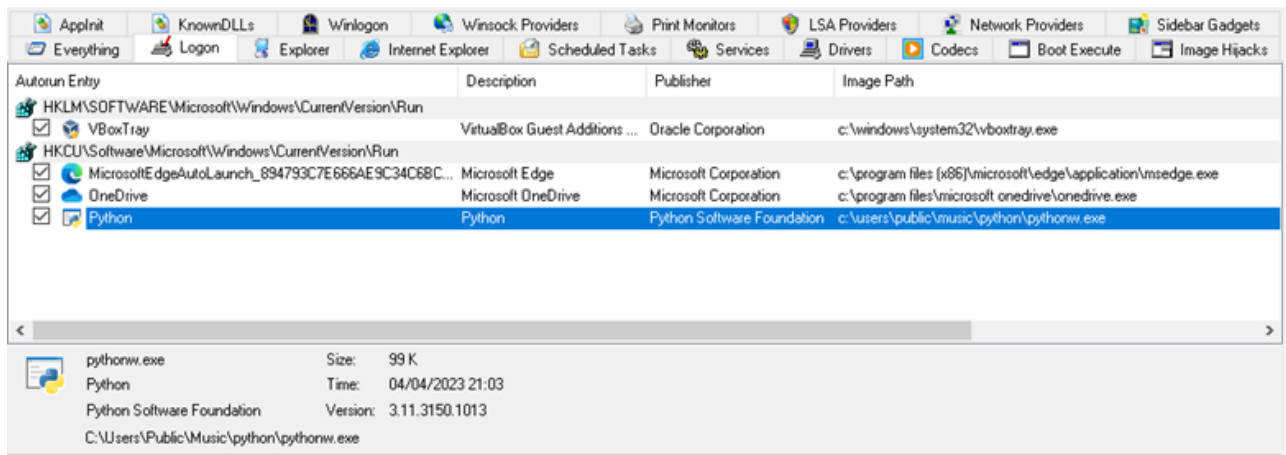 AppInit KnownDLLs Winlogon Winsock Providers Print Monitors LSA Providers Network Providers Sidebar Gadgets
Everything Logon Explorer Internet Explorer Scheduled Tasks Services Drivers Codecs Boot Execute Image Hijacks
Autorun Entry Description Publisher Image Path
HKLM\SOFTWARE\Microsoft\Windows\CurrentVersion\Run
VBoxTray VirtualBox Guest Additions ... Oracle Corporation c:\windows\system32\vboxtray.exe
HKCU\Software\Microsoft\Windows\CurrentVersion\Run
MicrosoftEdgeAutoLaunch_894793C7E666AE9C34C6BC... Microsoft Edge Microsoft Corporation c:\program files (x86)\microsoft\edge\application\msedge.exe
OneDrive Microsoft OneDrive Microsoft Corporation c:\program files\microsoft onedrive\onedrive.exe
Python Python Python Software Foundation c:\users\public\music\python\pythonw.exe
pythonw.exe Size: 99 K
Python Time: 04/04/2023 21:03
Python Software Foundation Version: 3.11.3150.1013
C:\Users\Public\Music\python\pythonw.exe